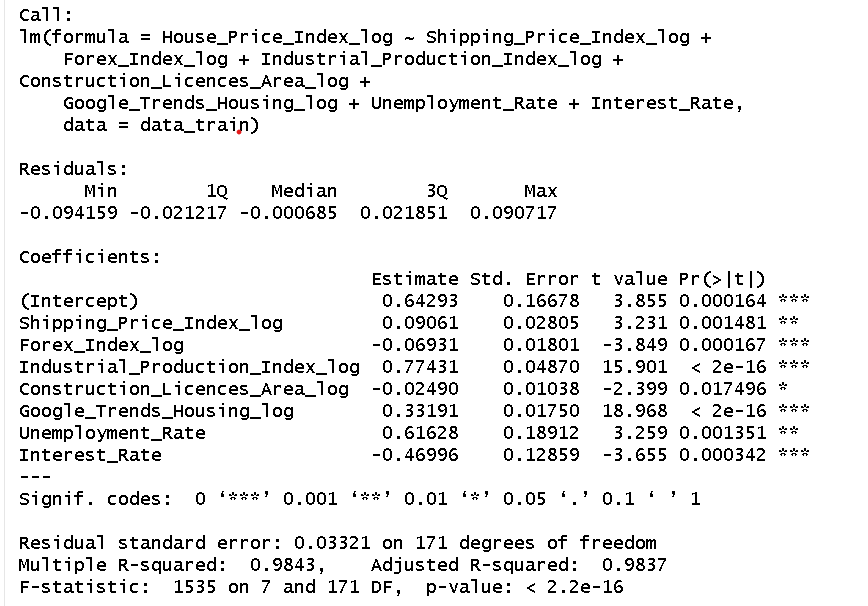 Call:
lm(formula = House_Price_Index_log ~ Shipping_Price_Index_log +
    Forex_Index_log + Industrial_Production_Index_log +
Construction_Licences_Area_log +
    Google_Trends_Housing_log + Unemployment_Rate + Interest_Rate,
    data = data_train)

Residuals:
      Min        1Q    Median        3Q       Max
-0.094159 -0.021217 -0.000685  0.021851  0.090717

Coefficients:
                                Estimate Std. Error t value Pr(>|t|)
(Intercept)                      0.64293    0.16678   3.855 0.000164 ***
Shipping_Price_Index_log         0.09061    0.02805   3.231 0.001481 **
Forex_Index_log                 -0.06931    0.01801  -3.849 0.000167 ***
Industrial_Production_Index_log  0.77431    0.04870  15.901  < 2e-16 ***
Construction_Licences_Area_log  -0.02490    0.01038  -2.399 0.017496 *
Google_Trends_Housing_log        0.33191    0.01750  18.968  < 2e-16 ***
Unemployment_Rate                0.61628    0.18912   3.259 0.001351 **
Interest_Rate                   -0.46996    0.12859  -3.655 0.000342 ***
---
Signif. codes:  0 ‘***’ 0.001 ‘**’ 0.01 ‘*’ 0.05 ‘.’ 0.1 ‘ ’ 1

Residual standard error: 0.03321 on 171 degrees of freedom
Multiple R-squared:  0.9843,    Adjusted R-squared:  0.9837
F-statistic:  1535 on 7 and 171 DF,  p-value: < 2.2e-16